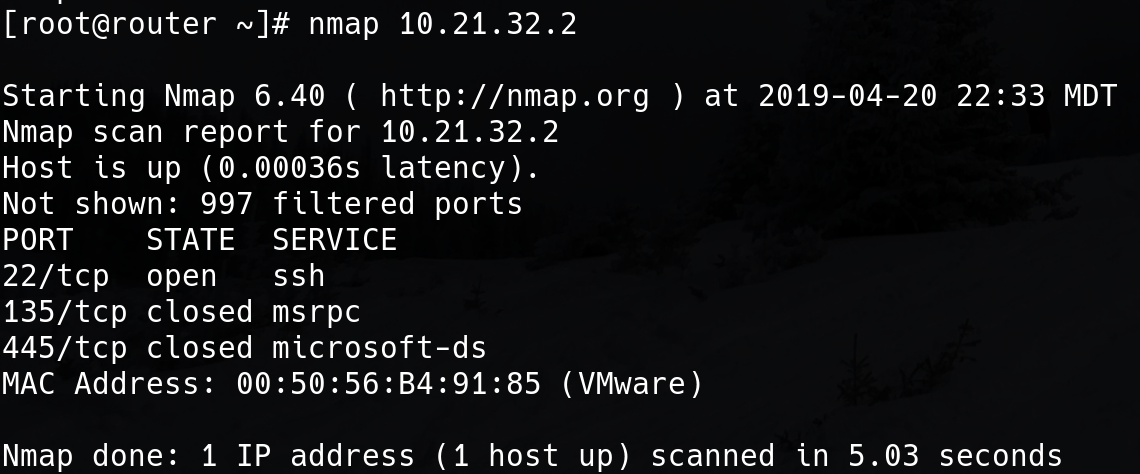 [root@router ~]# nmap 10.21.32.2
Starting Nmap 6.40 ( http://nmap.org ) at 2019-04-20 22:33 MDT
Nmap scan report for 10.21.32.2
Host is up (0.00036s latency).
Not shown: 997 filtered ports
PORT    STATE  SERVICE
22/tcp  open   ssh
135/tcp closed msrpc
445/tcp closed microsoft-ds
MAC Address: 00:50:56:B4:91:85 (VMware)
Nmap done: 1 IP address (1 host up) scanned in 5.03 seconds